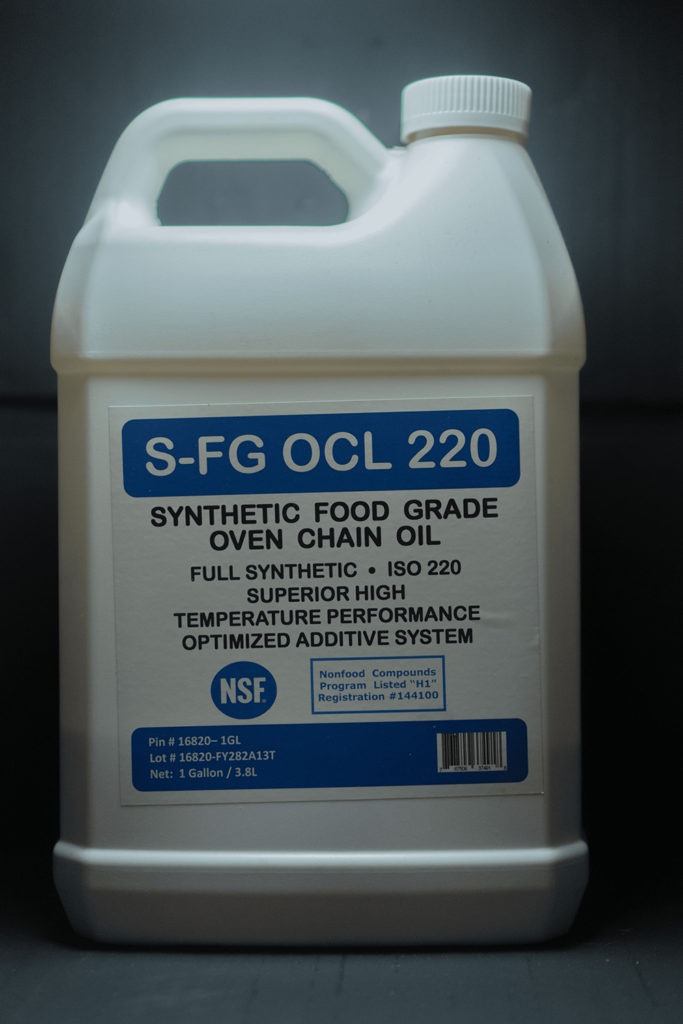 S-FG OCL 220
SYNTHETIC FOOD GRADE
OVEN CHAIN OIL
FULL SYNTHETIC • ISO 220
SUPERIOR HIGH
TEMPERATURE PERFORMANCE
OPTIMIZED ADDITIVE SYSTEM
NSF
Nonfood Compounds
Program Listed "H1"
Registration #144100
Pin # 16820– 1GL
Lot # 16820-FY282A13T
Net: 1 Gallon / 3.8L